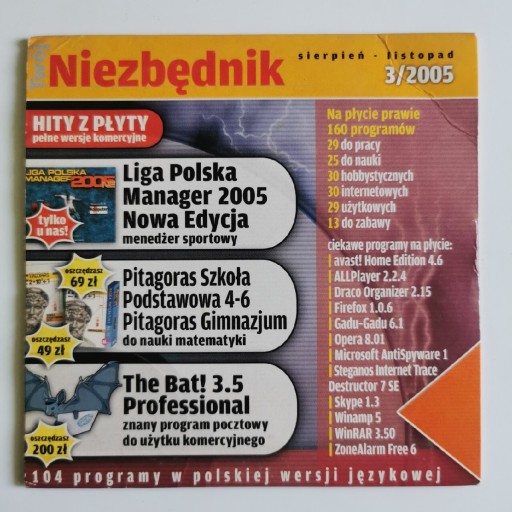 Twój
Niezbędnik
sierpień - listopad
3/2005
HITY Z PŁYTY
pełne wersje komercyjne
LIGA POLSKA
MANAGER 2005
tylko
u nas!
Liga Polska
Manager 2005
Nowa Edycja
menedżer sportowy
oszczędzasz
69 zł
oszczędzasz
49 zł
Pitagoras Szkoła
Podstawowa 4-6
Pitagoras Gimnazjum
do nauki matematyki
oszczędzasz
200 zł
The Bat! 3.5
Professional
znany program pocztowy
do użytku komercyjnego
Na płycie prawie
160 programów
29 do pracy
25 do nauki
30 hobbystycznych
30 internetowych
29 użytkowych
13 do zabawy
ciekawe programy na płycie:
| avast! Home Edition 4.6
| ALLPlayer 2.2.4
| Draco Organizer 2.15
| Firefox 1.0.6
| Gadu-Gadu 6.1
| Opera 8.01
| Microsoft AntiSpyware 1
| Steganos Internet Trace
Destructor 7 SE
| Skype 1.3
| Winamp 5
| WinRAR 3.50
| ZoneAlarm Free 6
104 programy w polskiej wersji językowej